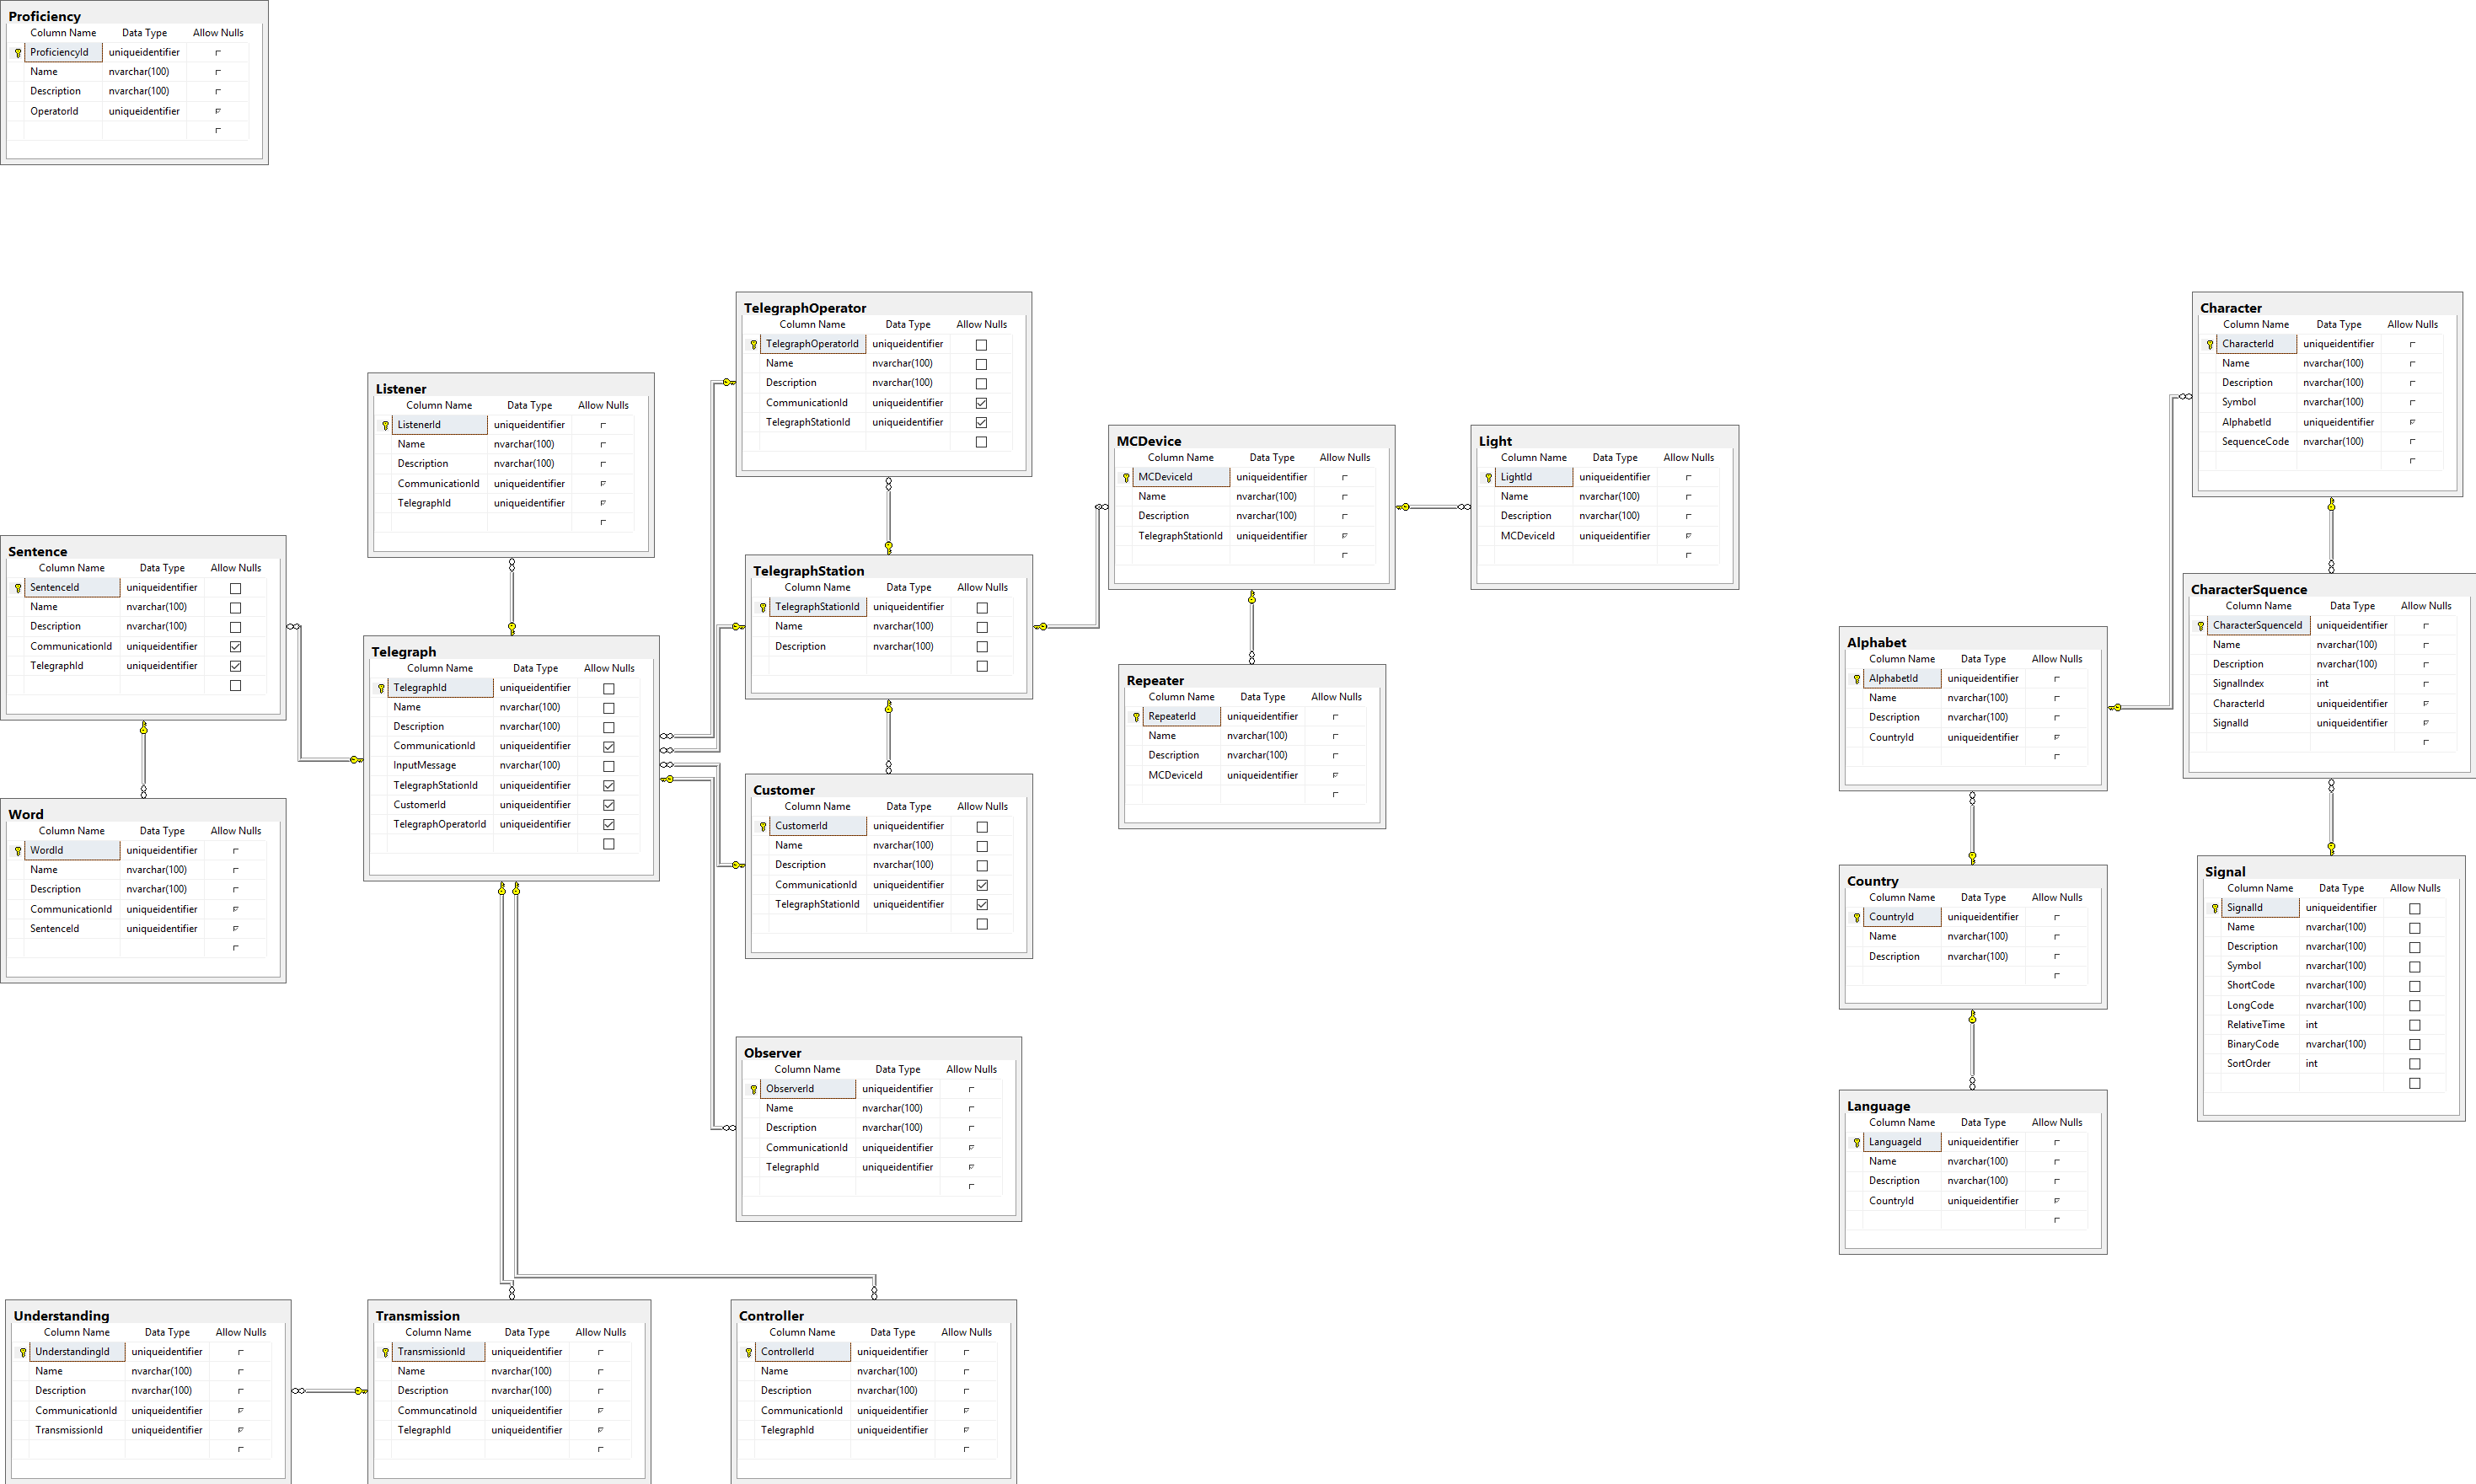 Proficiency
Column Name Data Type Allow Nulls
ProficiencyId uniqueidentifier
Name nvarchar(100)
Description nvarchar(100)
OperatorId uniqueidentifier
TelegraphOperator
Column Name Data Type Allow Nulls
TelegraphOperatorId uniqueidentifier
Name nvarchar(100)
Description nvarchar(100)
CommunicationId uniqueidentifier
TelegraphStationId uniqueidentifier
Character
Column Name Data Type Allow Nulls
CharacterId uniqueidentifier
Name nvarchar(100)
Description nvarchar(100)
Symbol nvarchar(100)
AlphabetId uniqueidentifier
SequenceCode nvarchar(100)
Listener
Column Name Data Type Allow Nulls
ListenerId uniqueidentifier
Name nvarchar(100)
Description nvarchar(100)
CommunicationId uniqueidentifier
TelegraphId uniqueidentifier
MCDevice
Column Name Data Type Allow Nulls
MCDeviceId uniqueidentifier
Name nvarchar(100)
Description nvarchar(100)
TelegraphStationId uniqueidentifier
Light
Column Name Data Type Allow Nulls
LightId uniqueidentifier
Name nvarchar(100)
Description nvarchar(100)
MCDeviceId uniqueidentifier
Sentence
Column Name Data Type Allow Nulls
SentenceId uniqueidentifier
Name nvarchar(100)
Description nvarchar(100)
CommunicationId uniqueidentifier
TelegraphId uniqueidentifier
TelegraphStation
Column Name Data Type Allow Nulls
TelegraphStationId uniqueidentifier
Name nvarchar(100)
Description nvarchar(100)
CharacterSquence
Column Name Data Type Allow Nulls
CharacterSquenceId uniqueidentifier
Name nvarchar(100)
Description nvarchar(100)
SignalIndex int
CharacterId uniqueidentifier
SignalId uniqueidentifier
Telegraph
Column Name Data Type Allow Nulls
TelegraphId uniqueidentifier
Name nvarchar(100)
Description nvarchar(100)
CommunicationId uniqueidentifier
InputMessage nvarchar(100)
TelegraphStationId uniqueidentifier
CustomerId uniqueidentifier
TelegraphOperatorId uniqueidentifier
Alphabet
Column Name Data Type Allow Nulls
AlphabetId uniqueidentifier
Name nvarchar(100)
Description nvarchar(100)
CountryId uniqueidentifier
Repeater
Column Name Data Type Allow Nulls
RepeaterId uniqueidentifier
Name nvarchar(100)
Description nvarchar(100)
MCDeviceId uniqueidentifier
Customer
Column Name Data Type Allow Nulls
CustomerId uniqueidentifier
Name nvarchar(100)
Description nvarchar(100)
CommunicationId uniqueidentifier
TelegraphStationId uniqueidentifier
Word
Column Name Data Type Allow Nulls
WordId uniqueidentifier
Name nvarchar(100)
Description nvarchar(100)
CommunicationId uniqueidentifier
SentenceId uniqueidentifier
Country
Column Name Data Type Allow Nulls
CountryId uniqueidentifier
Name nvarchar(100)
Description nvarchar(100)
Signal
Column Name Data Type Allow Nulls
SignalId uniqueidentifier
Name nvarchar(100)
Description nvarchar(100)
Symbol nvarchar(100)
ShortCode nvarchar(100)
LongCode nvarchar(100)
RelativeTime int
BinaryCode nvarchar(100)
SortOrder int
Observer
Column Name Data Type Allow Nulls
ObserverId uniqueidentifier
Name nvarchar(100)
Description nvarchar(100)
CommunicationId uniqueidentifier
TelegraphId uniqueidentifier
Language
Column Name Data Type Allow Nulls
LanguageId uniqueidentifier
Name nvarchar(100)
Description nvarchar(100)
CountryId uniqueidentifier
Understanding
Column Name Data Type Allow Nulls
UnderstandingId uniqueidentifier
Name nvarchar(100)
Description nvarchar(100)
CommunicationId uniqueidentifier
TransmissionId uniqueidentifier
Transmission
Column Name Data Type Allow Nulls
TransmissionId uniqueidentifier
Name nvarchar(100)
Description nvarchar(100)
CommuncatinoId uniqueidentifier
TelegraphId uniqueidentifier
Controller
Column Name Data Type Allow Nulls
ControllerId uniqueidentifier
Name nvarchar(100)
Description nvarchar(100)
CommunicationId uniqueidentifier
TelegraphId uniqueidentifier